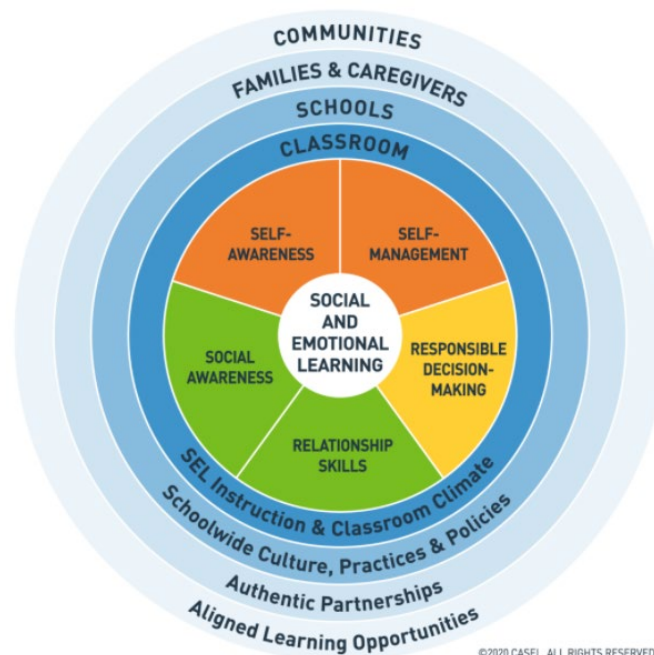 COMMUNITIES
FAMILIES & CAREGIVERS
SCHOOLS
CLASSROOM
SELF-
AWARENESS
SELF-
MANAGEMENT
SOCIAL
AND
EMOTIONAL
LEARNING
SOCIAL
AWARENESS
RESPONSIBLE
DECISION-
MAKING
RELATIONSHIP
SKILLS
SEL Instruction & Classroom Climate
Schoolwide Culture, Practices & Policies
Authentic Partnerships
Aligned Learning Opportunities
©2020 CASEL. ALL RIGHTS RESERVED